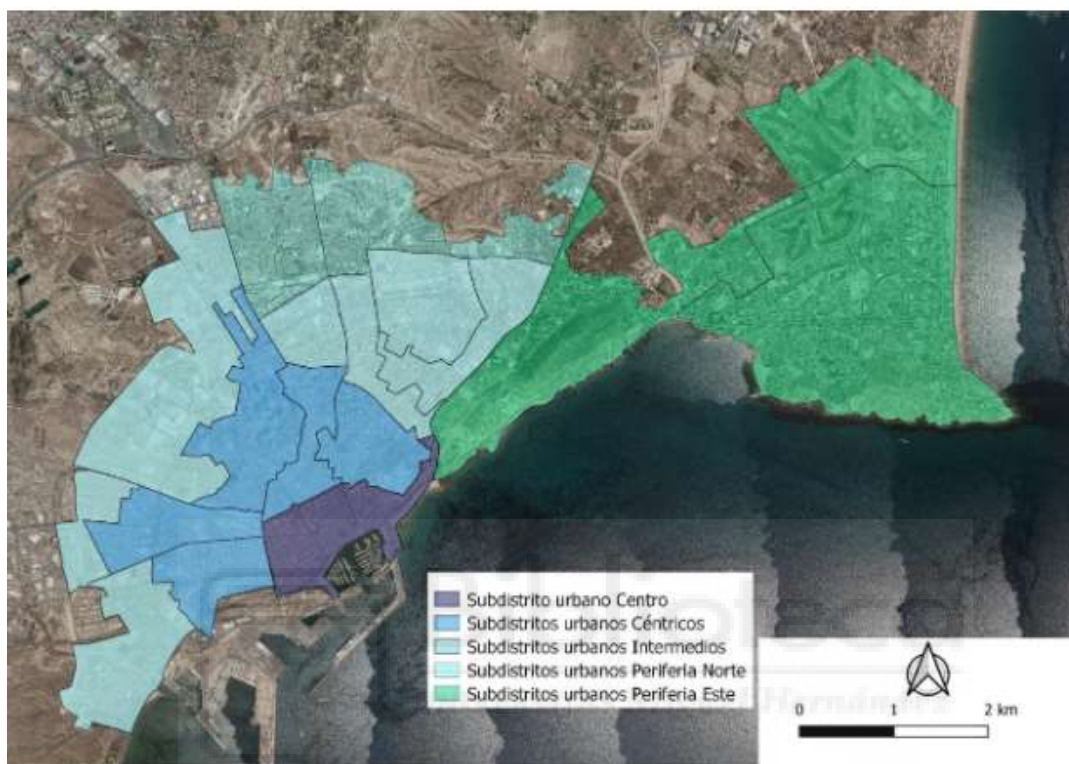 Subdistrito urbano Centro
Subdistritos urbanos Céntricos
Subdistritos urbanos Intermedios
Subdistritos urbanos Periferia Norte
Subdistritos urbanos Periferia Este
0 1 2 km